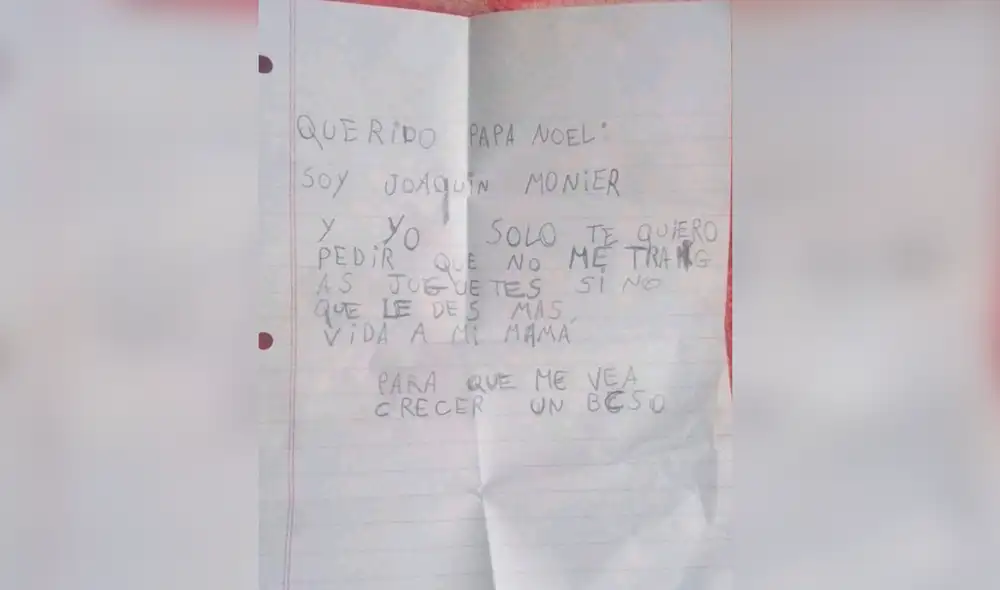 QUERIDO PAPA NOEL:
SOY JOAQUIN MONIER
Y YO SOLO TE QUIERO
PEDIR QUE NO ME TRAIG
AS JUGUETES SI NO
QUE LE DES MAS
VIDA A MI MAMÁ
PARA QUE ME VEA
CRECER UN BESO